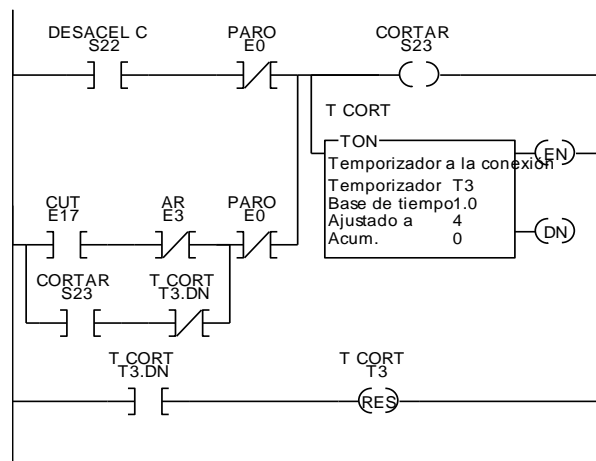 DESACEL C PARO CORTAR
S22 E0 S23
T CORT
TON
Temporizador a la conexión EN
Temporizador T3
Base de tiempo1.0
Ajustado a 4
Acum. 0
DN
CUT AR PARO
E17 E3 E0
CORTAR T CORT
S23 T3.DN
T CORT T CORT
T3.DN T3
RES